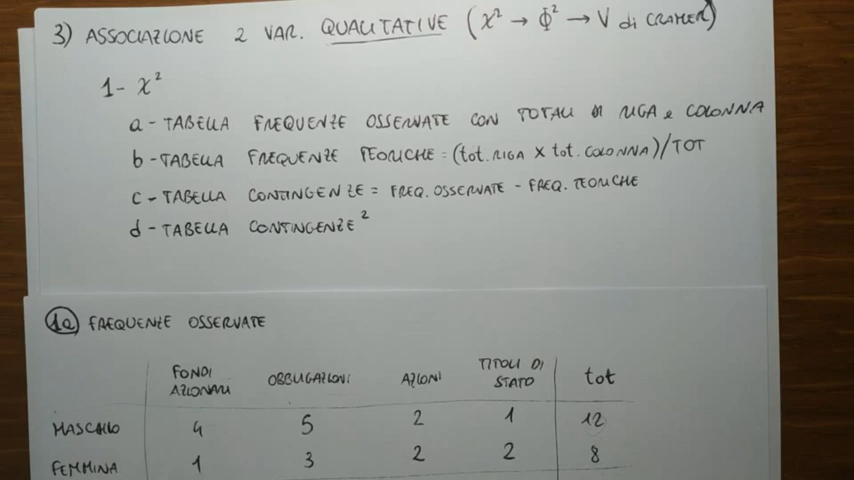 3) ASSOCIAZIONE 2 VAR. QUALITATIVE (χ² → Φ² → V di CRAMER)
1- χ²
a - TABELLA FREQUENZE OSSERVATE CON TOTALI DI RIGA e COLONNA
b - TABELLA FREQUENZE TEORICHE = (tot. RIGA X tot. COLONNA) / TOT
c - TABELLA CONTINGENZE = FREQ. OSSERVATE - FREQ. TEORICHE
d - TABELLA CONTINGENZE²
1a) FREQUENZE OSSERVATE
FONDI AZIONARI OBBLIGAZIONI AZIONI TITOLI DI STATO tot
MASCHIO 4 5 2 1 12
FEMMINA 1 3 2 2 8